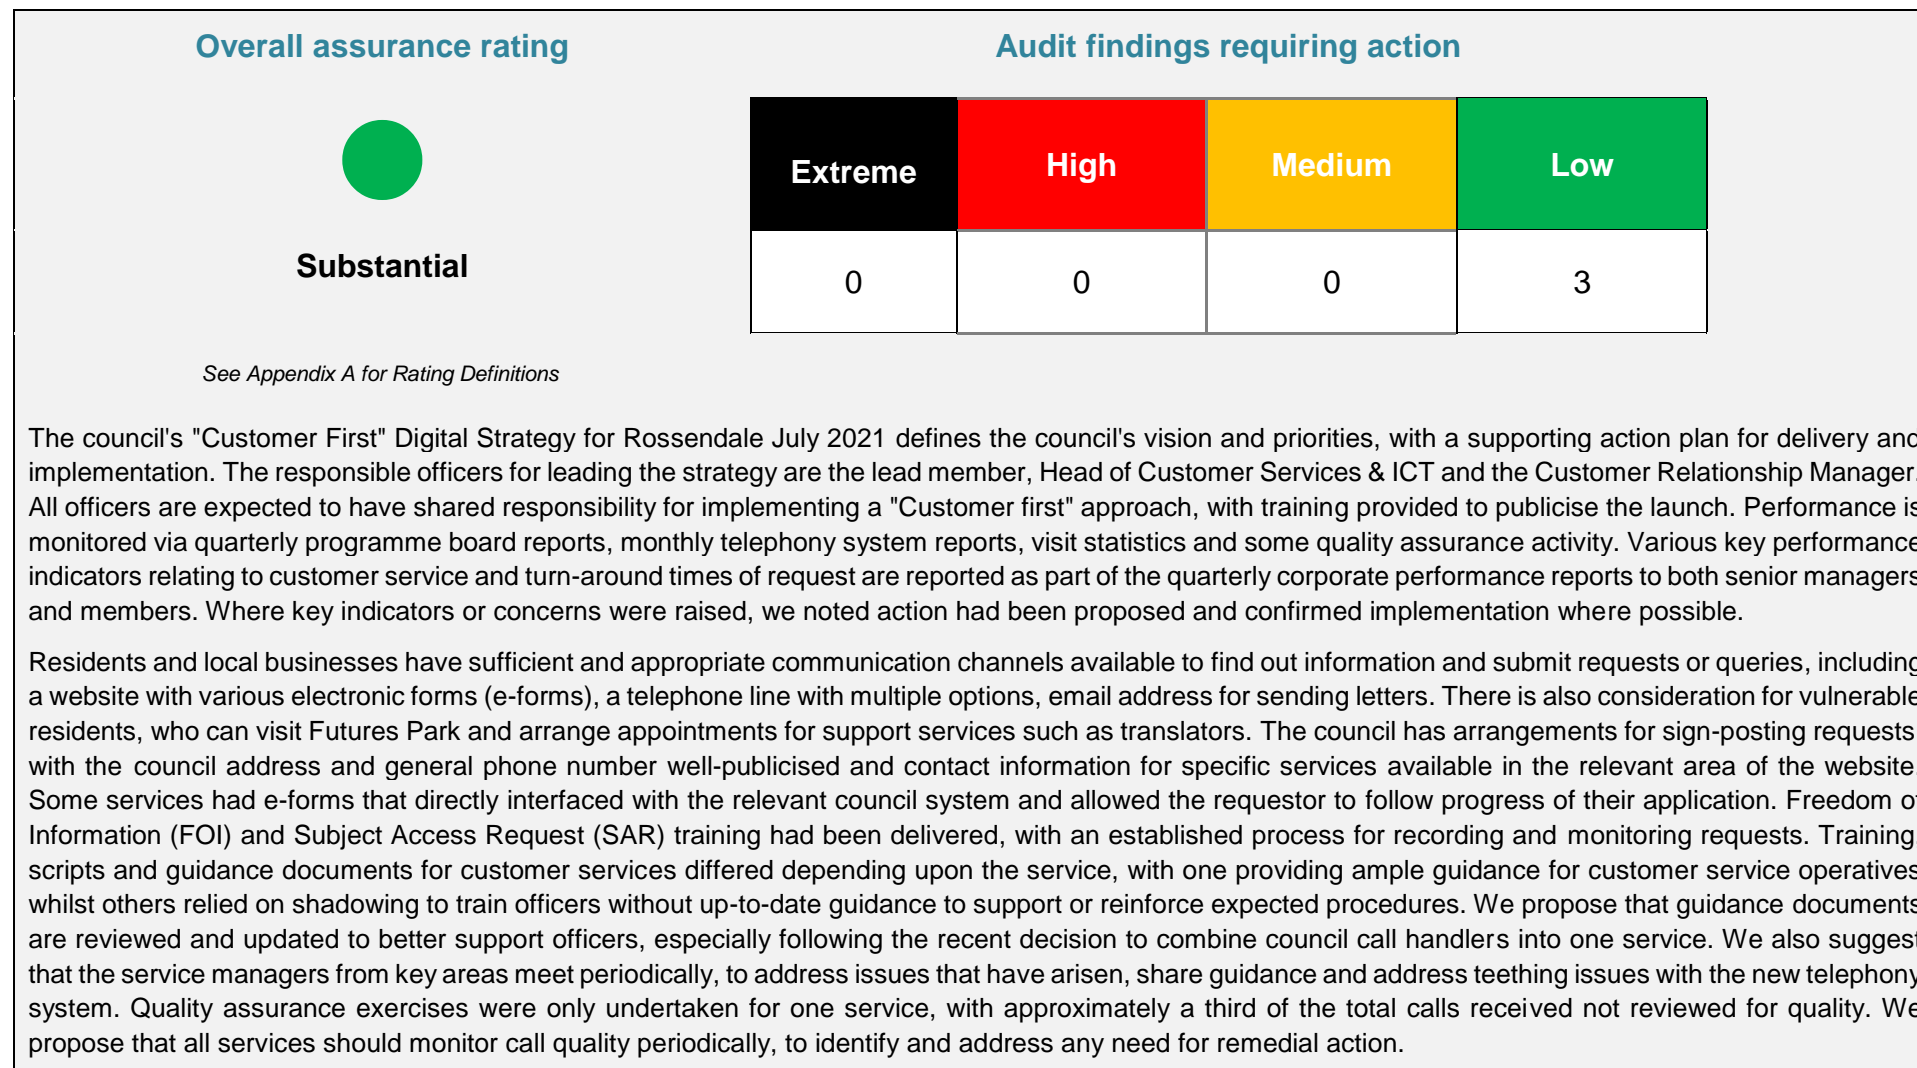 Overall assurance rating
Audit findings requiring action
Extreme
High
Medium
Low
Substantial
0
0
0
3
See Appendix A for Rating Definitions
The council's "Customer First" Digital Strategy for Rossendale July 2021 defines the council's vision and priorities, with a supporting action plan for delivery and
implementation. The responsible officers for leading the strategy are the lead member, Head of Customer Services & ICT and the Customer Relationship Manager.
All officers are expected to have shared responsibility for implementing a "Customer first" approach, with training provided to publicise the launch. Performance is
monitored via quarterly programme board reports, monthly telephony system reports, visit statistics and some quality assurance activity. Various key performance
indicators relating to customer service and turn-around times of request are reported as part of the quarterly corporate performance reports to both senior managers
and members. Where key indicators or concerns were raised, we noted action had been proposed and confirmed implementation where possible.
Residents and local businesses have sufficient and appropriate communication channels available to find out information and submit requests or queries, including
a website with various electronic forms (e-forms), a telephone line with multiple options, email address for sending letters. There is also consideration for vulnerable
residents, who can visit Futures Park and arrange appointments for support services such as translators. The council has arrangements for sign-posting requests
with the council address and general phone number well-publicised and contact information for specific services available in the relevant area of the website.
Some services had e-forms that directly interfaced with the relevant council system and allowed the requestor to follow progress of their application. Freedom of
Information (FOI) and Subject Access Request (SAR) training had been delivered, with an established process for recording and monitoring requests. Training,
scripts and guidance documents for customer services differed depending upon the service, with one providing ample guidance for customer service operatives
whilst others relied on shadowing to train officers without up-to-date guidance to support or reinforce expected procedures. We propose that guidance documents
are reviewed and updated to better support officers, especially following the recent decision to combine council call handlers into one service. We also suggest
that the service managers from key areas meet periodically, to address issues that have arisen, share guidance and address teething issues with the new telephony
system. Quality assurance exercises were only undertaken for one service, with approximately a third of the total calls received not reviewed for quality. We
propose that all services should monitor call quality periodically, to identify and address any need for remedial action.